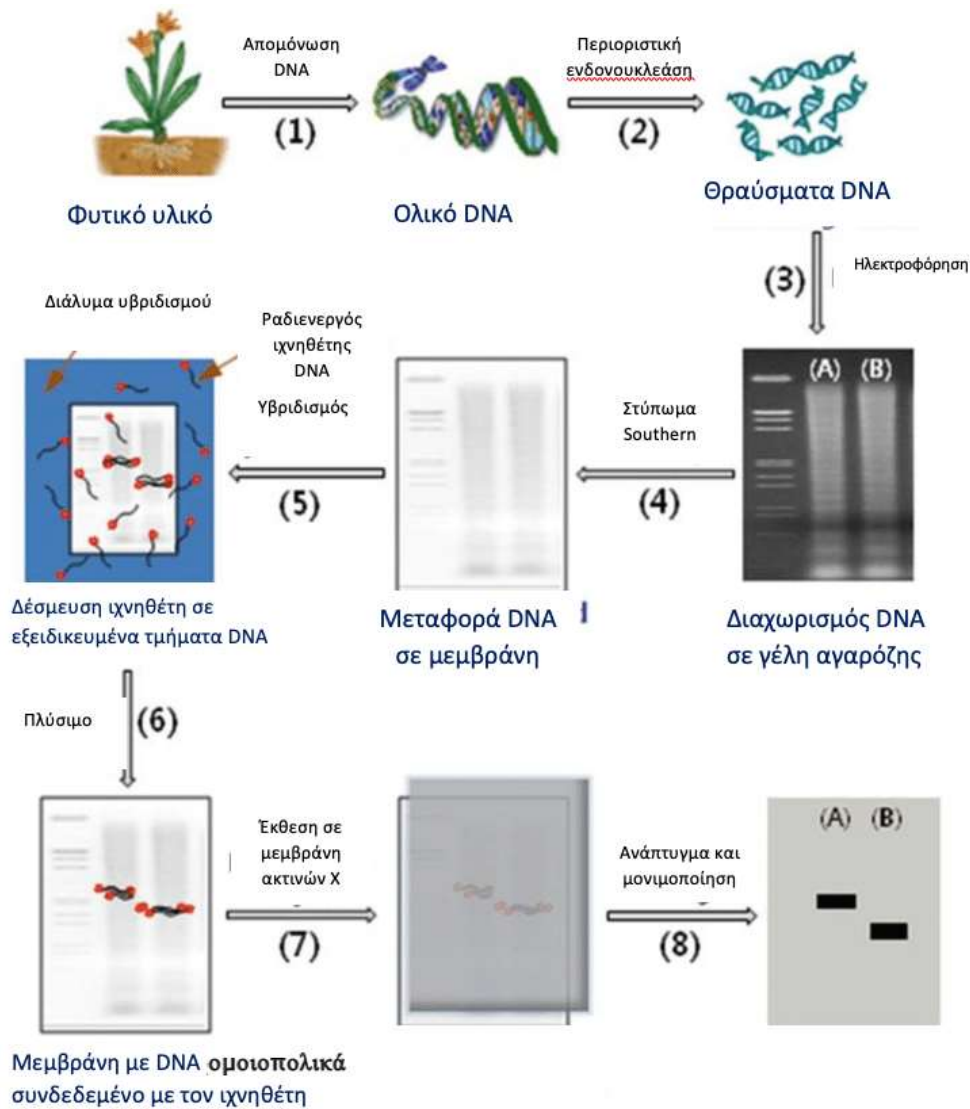 Απομόνωση
DNA
(1)
Περιοριστική
ενδονουκλεάση
(2)
Φυτικό υλικό
Ολικό DNA
Θραύσματα DNA
(3)
Ηλεκτροφόρηση
Διάλυμα υβριδισμού
Ραδιενεργός
ιχνηθέτης
DNA
Υβριδισμός
(5)
Στύπωμα
Southern
(4)
(A) (B)
Δέσμευση ιχνηθέτη σε
εξειδικευμένα τμήματα DNA
Μεταφορά DNA
σε μεμβράνη
Διαχωρισμός DNA
σε γέλη αγαρόζης
Πλύσιμο
(6)
Έκθεση σε
μεμβράνη
ακτινών Χ
(7)
Ανάπτυγμα και
μονιμοποίηση
(8)
(A) (B)
Μεμβράνη με DNA ομοιοπολικά
συνδεδεμένο με τον ιχνηθέτη